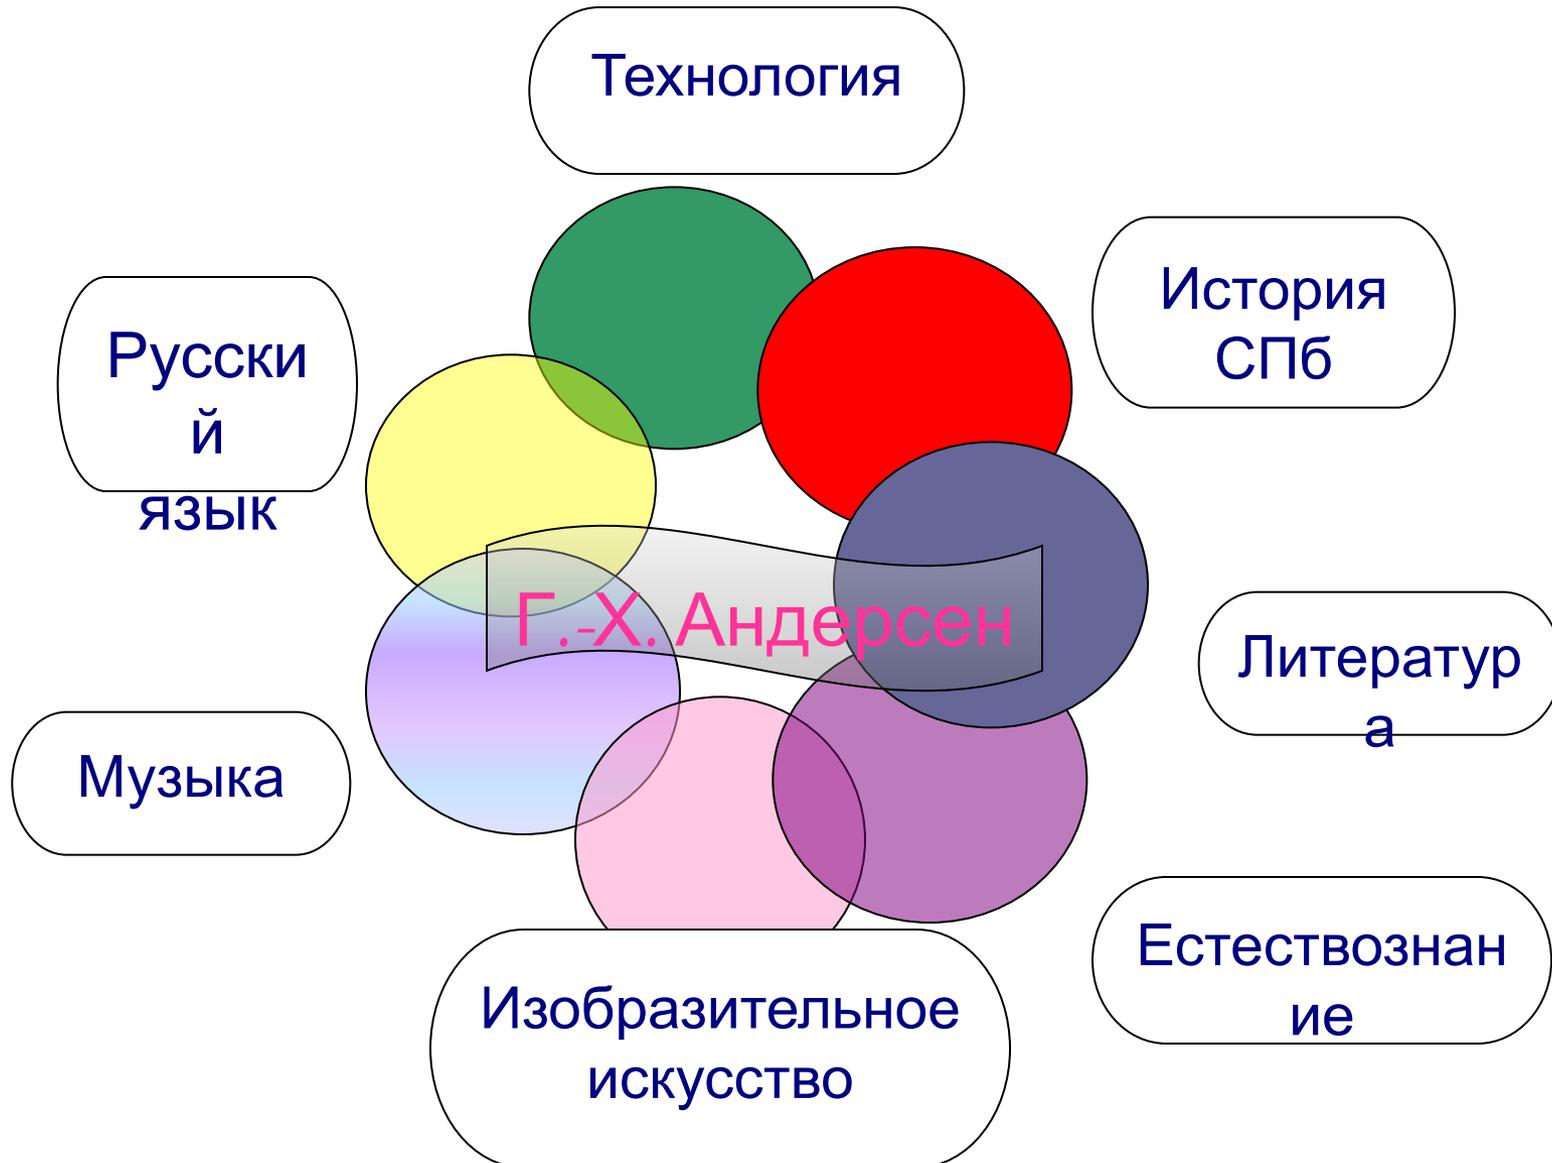 Технология
История
СПб
Русски
й
язык
Г.-Х. Андерсен
Литератур
а
Музыка
Естествознан
ие
Изобразительное
искусство